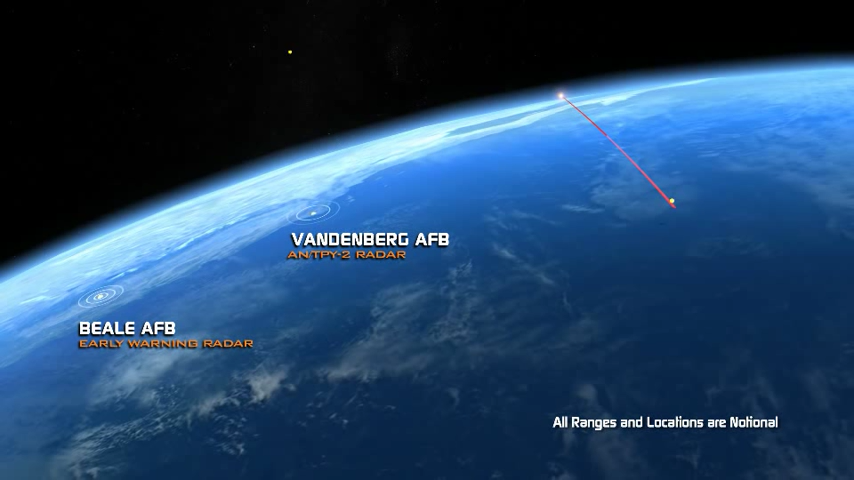 VANDENBERG AFB
AN/TPY-2 RADAR
BEALE AFB
EARLY WARNING RADAR
All Ranges and Locations are Notional